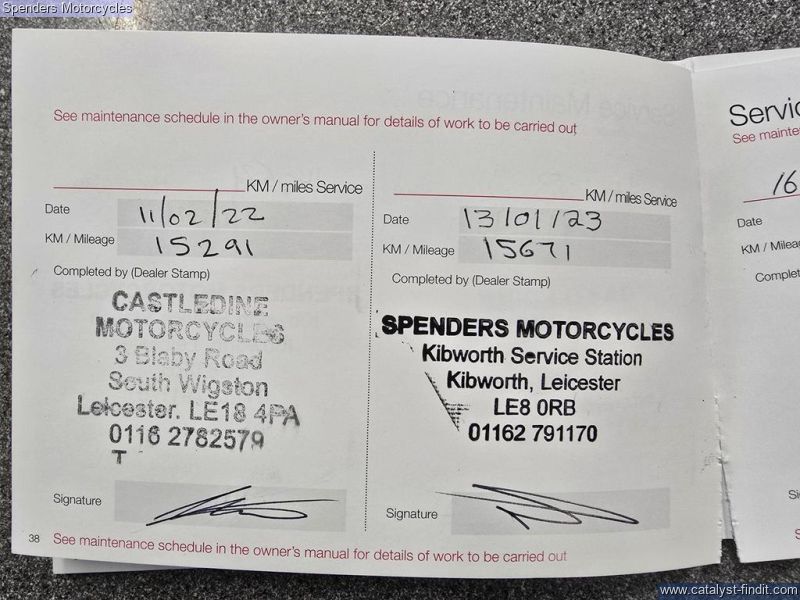 Spenders Motorcycles
See maintenance schedule in the owner's manual for details of work to be carried out
KM / miles Service
Date 11/02/22
KM / Mileage 15291
Completed by (Dealer Stamp)
CASTLEDINE
MOTORCYCLES
3 Blaby Road
South Wigston
Leicester. LE18 4PA
0116 2782579
T
Signature
38 See maintenance schedule in the owner's manual for details of work to be carried out
KM / miles Service
Date 13/01/23
KM / Mileage 15671
Completed by (Dealer Stamp)
SPENDERS MOTORCYCLES
Kibworth Service Station
Kibworth, Leicester
LE8 0RB
01162 791170
Signature
Servic
See mainte
16
Date
KM / Milea
Complet
Si
S
www.catalyst-findit.com